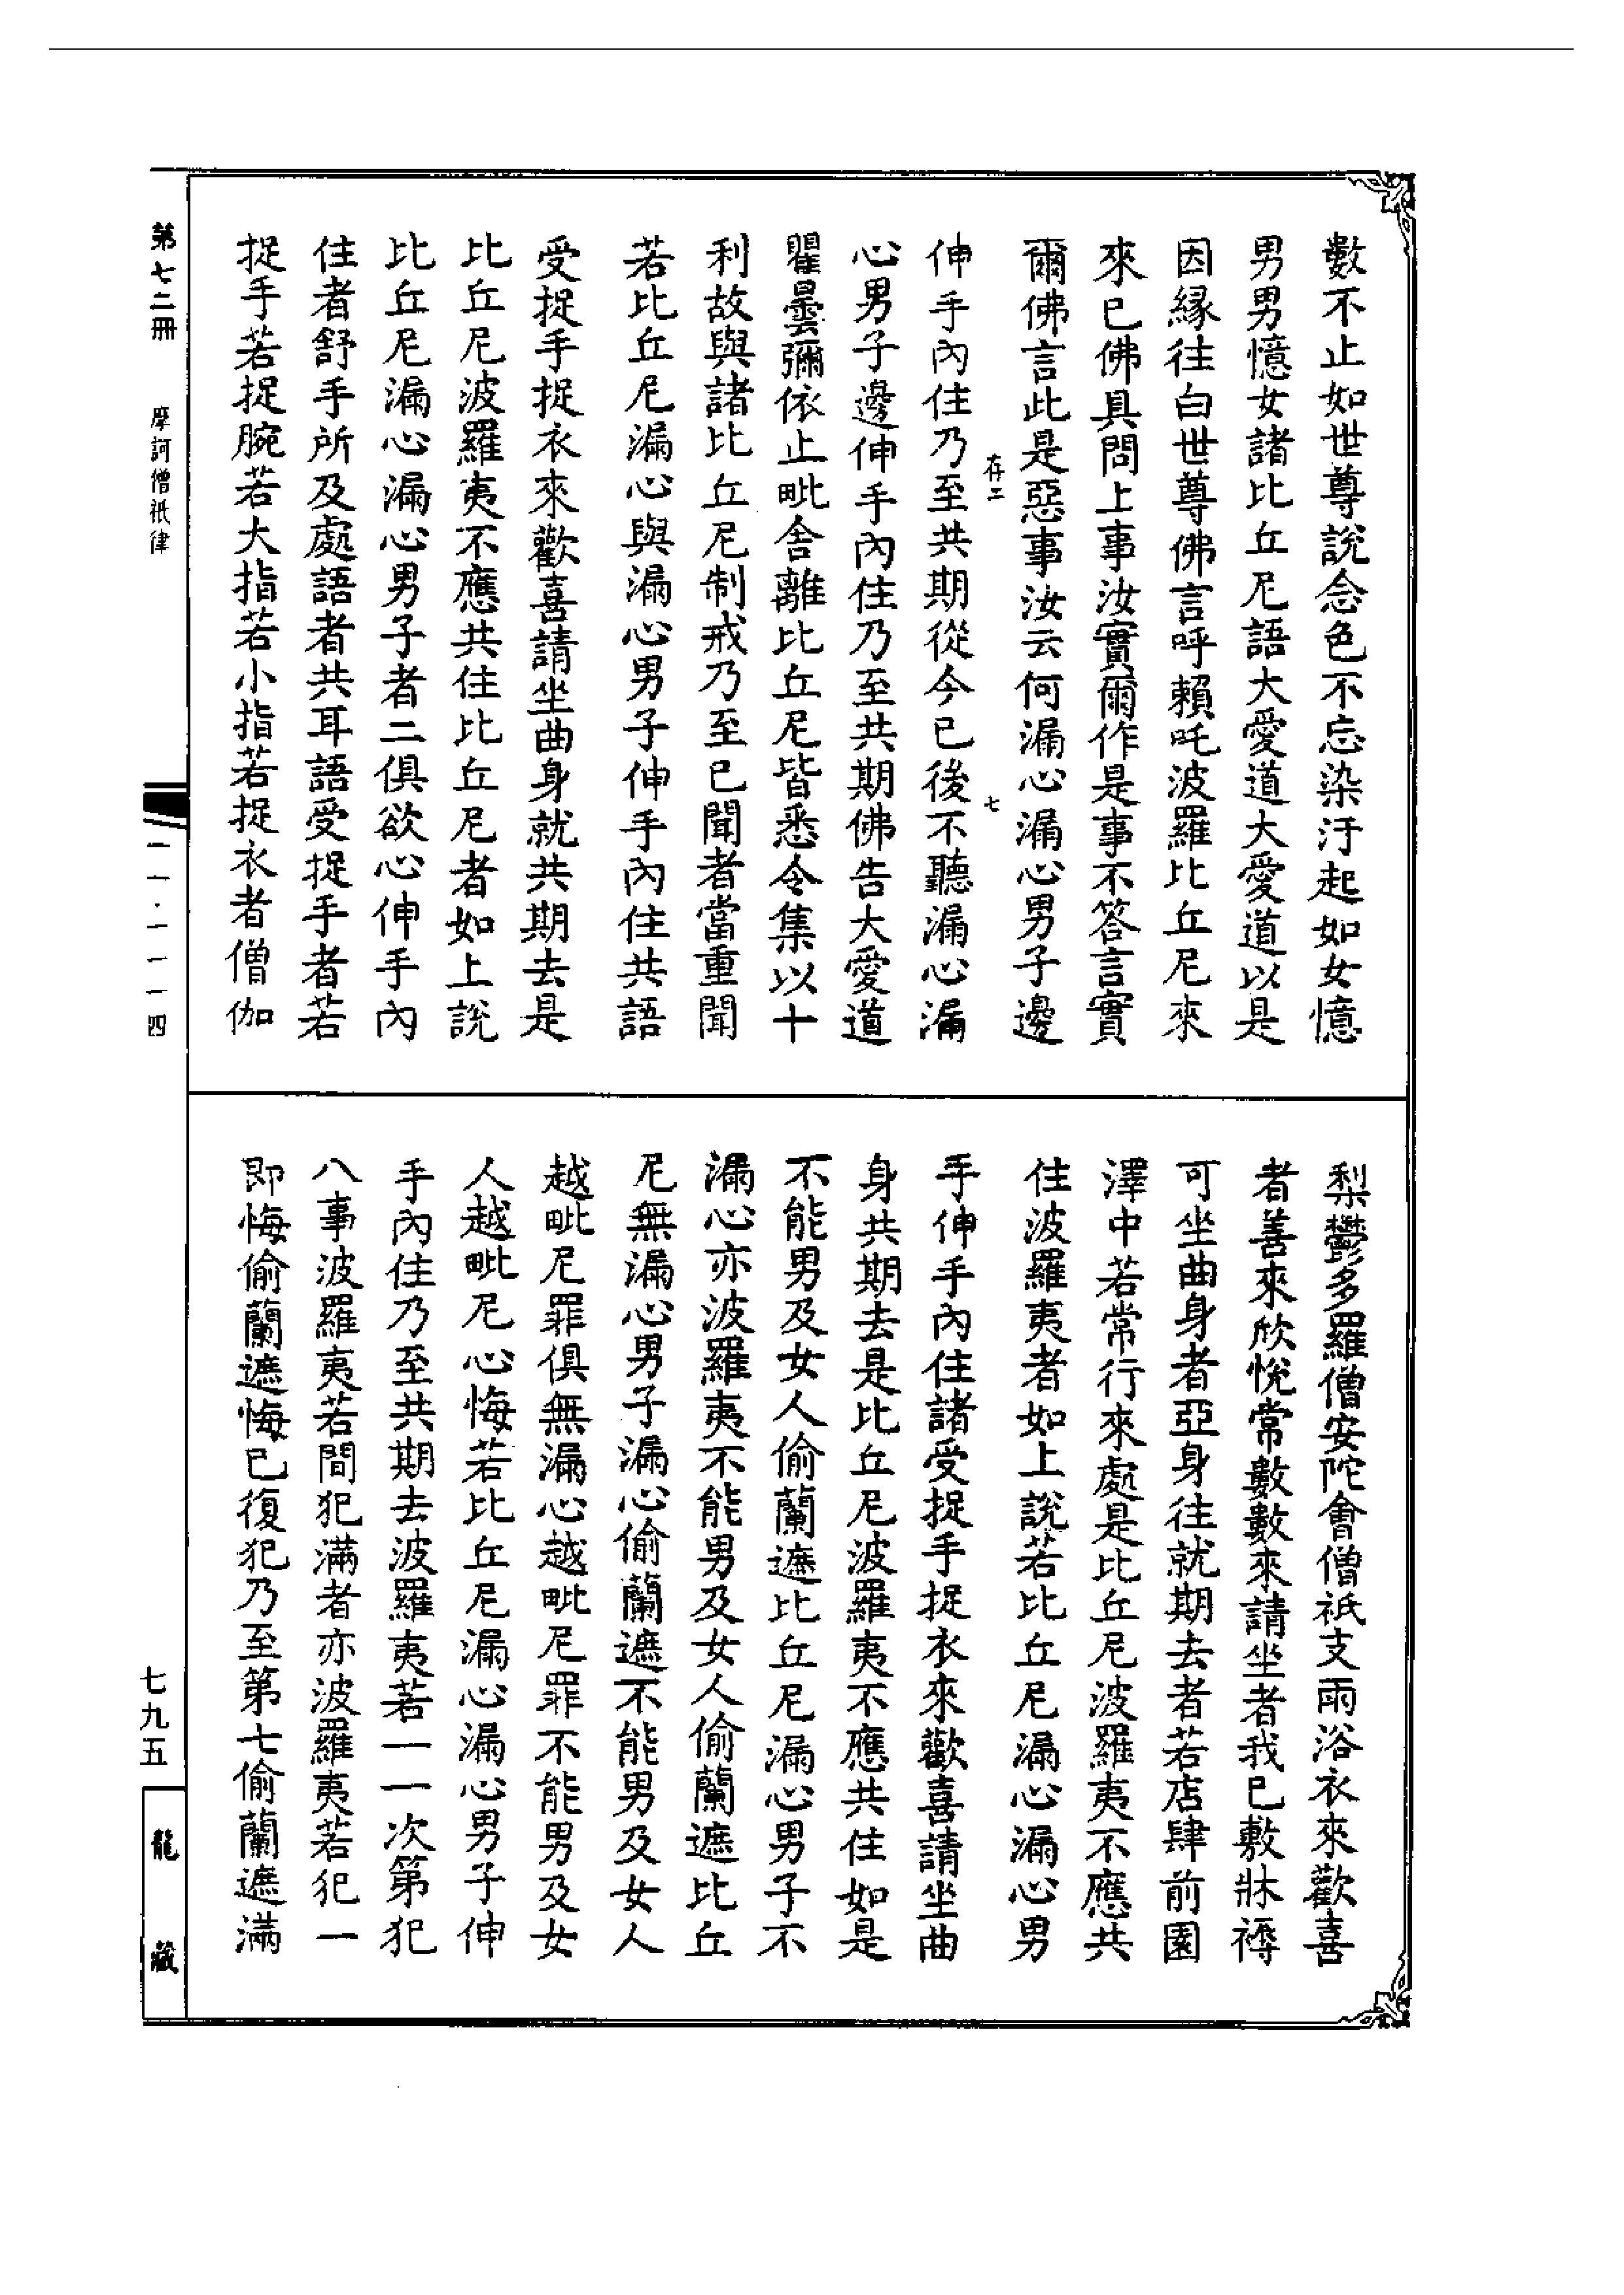 數不止如世尊說念色不忘染汙起如女憶
男男憶女諸比丘尼語大愛道大愛道以是
因緣往白世尊佛言呼賴吒波羅比丘尼來
來已佛具問上事汝實爾作是事不答言實
爾佛言此是惡事汝云何漏心漏心男子邊
存二 七
伸手內住乃至共期從今已後不聽漏心漏
心男子邊伸手內住乃至共期佛告大愛道
瞿曇彌依止毗舍離比丘尼皆悉令集以十
利故與諸比丘尼制戒乃至已聞者當重聞
若比丘尼漏心與漏心男子伸手內住共語
受捉手捉衣來歡喜請坐曲身就共期去是
比丘尼波羅夷不應共住比丘尼者如上說
比丘尼漏心漏心男子者二俱欲心伸手內
住者舒手所及處語者共耳語受捉手者若
捉手若捉腕若大指若小指若捉衣者僧伽
梨鬱多羅僧安陀會僧祇支雨浴衣來歡喜
者善來欣悅常數數來請坐者我已敷牀褥
可坐曲身者亞身往就期去者若店肆前園
澤中若常行來處是比丘尼波羅夷不應共
住波羅夷者如上說若比丘尼漏心漏心男
手伸手內住諸受捉手捉衣來歡喜請坐曲
身共期去是比丘尼波羅夷不應共住如是
不能男及女人偷蘭遮比丘尼漏心男子不
漏心亦波羅夷不能男及女人偷蘭遮比丘
尼無漏心男子漏心偷蘭遮不能男及女人
越毗尼罪俱無漏心越毗尼罪不能男及女
人越毗尼心悔若比丘尼漏心漏心男子伸
手內住乃至共期去波羅夷若一一次第犯
八事波羅夷若間犯滿者亦波羅夷若犯一
即悔偷蘭遮悔已復犯乃至第七偷蘭遮滿
第七二冊 摩訶僧祇律 一一·一一一四 七九五 龍藏